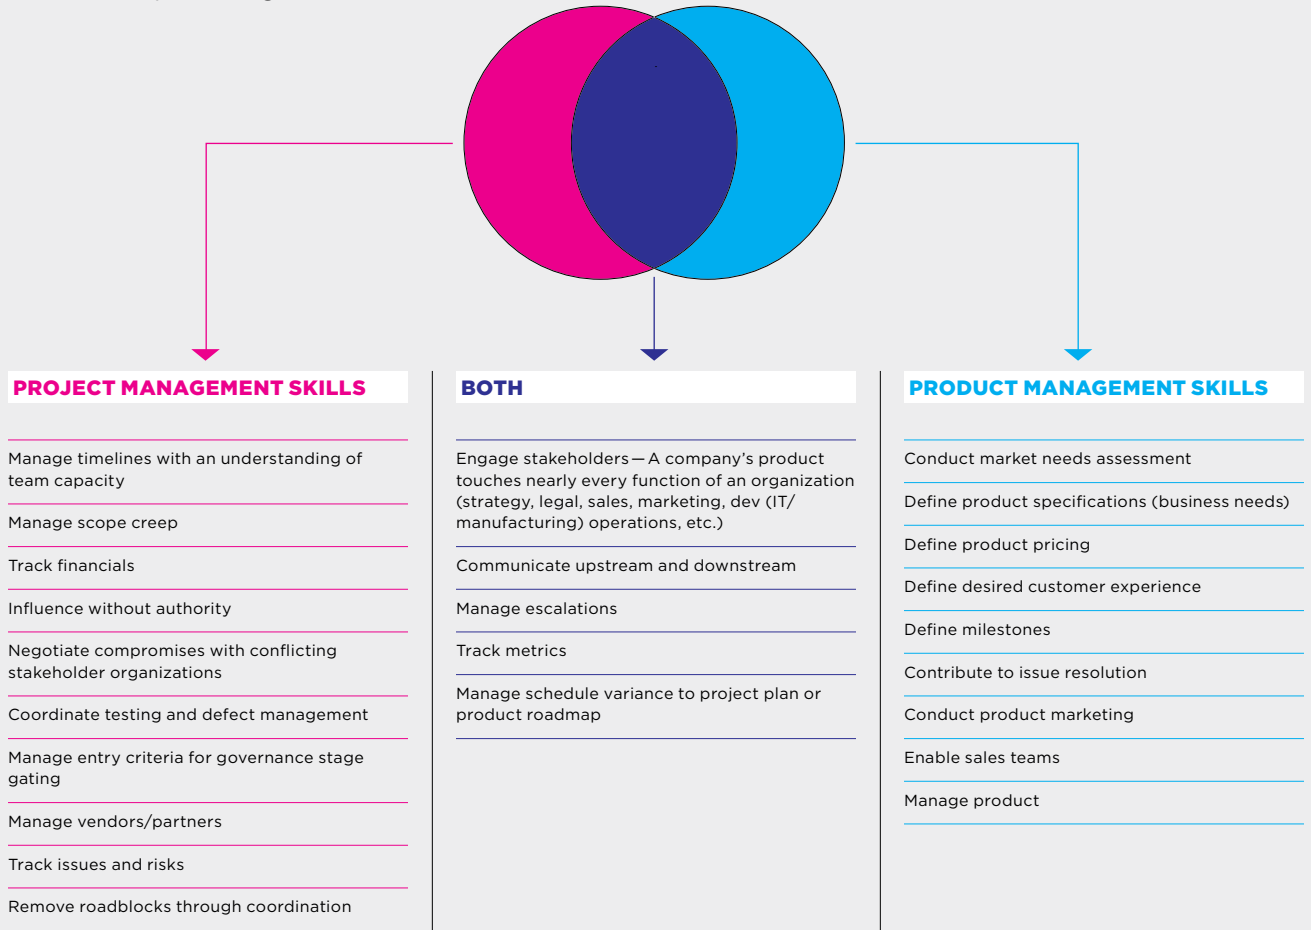 PROJECT MANAGEMENT SKILLS
Manage timelines with an understanding of
team capacity
Manage scope creep
Track financials
Influence without authority
Negotiate compromises with conflicting
stakeholder organizations
Coordinate testing and defect management
Manage entry criteria for governance stage
gating
Manage vendors/partners
Track issues and risks
Remove roadblocks through coordination
BOTH
Engage stakeholders — A company’s product
touches nearly every function of an organization
(strategy, legal, sales, marketing, dev (IT/
manufacturing) operations, etc.)
Communicate upstream and downstream
Manage escalations
Track metrics
Manage schedule variance to project plan or
product roadmap
PRODUCT MANAGEMENT SKILLS
Conduct market needs assessment
Define product specifications (business needs)
Define product pricing
Define desired customer experience
Define milestones
Contribute to issue resolution
Conduct product marketing
Enable sales teams
Manage product